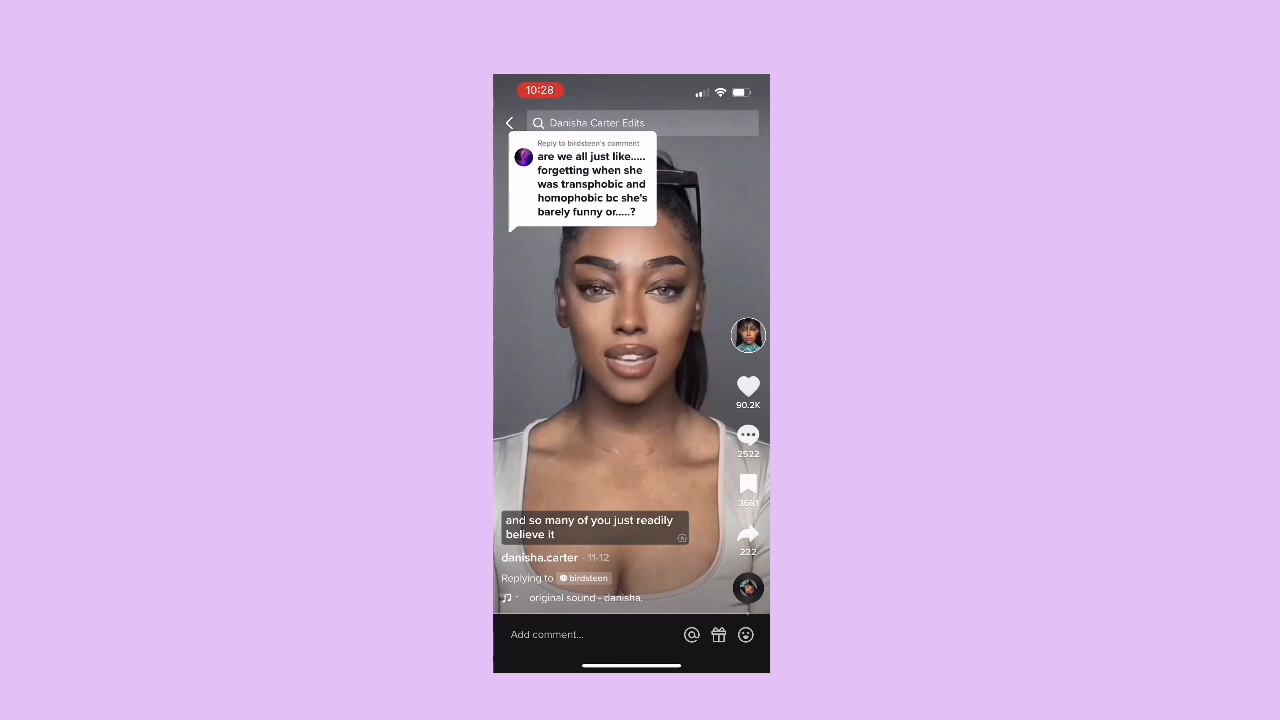 10:28
Danisha Carter Edits
Reply to birdsteen's comment
are we all just like.....
forgetting when she
was transphobic and
homophobic bc she's
barely funny or.....?
90.2K
2522
3681
222
and so many of you just readily
believe it
danisha.carter · 11-12
Replying to birdsteen
original sound - danisha.
Add comment...